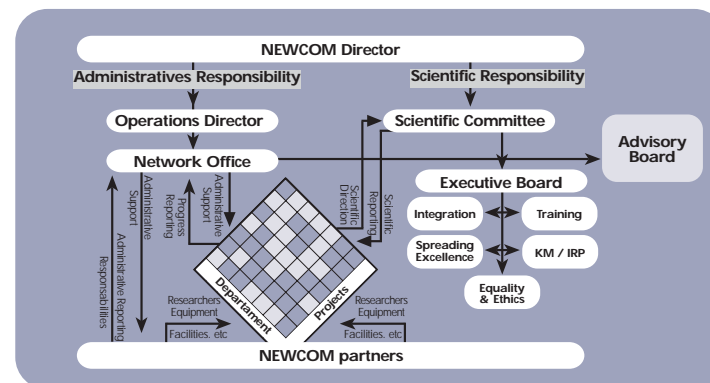 NEWCOM Director
Administratives Responsibility
Scientific Responsibility
Operations Director
Scientific Committee
Advisory
Board
Network Office
Executive Board
Administrative Reporting
Responsabilities
Administrative
Support
Progress
Reporting
Administrative
Support
Scientific
Direction
Scientific
Reporting
Integration
Training
Spreading
Excellence
KM / IRP
Equality
& Ethics
Departament
Projects
Researchers
Equipment
Facilities. etc
Researchers
Equipment
Facilities. etc
NEWCOM partners